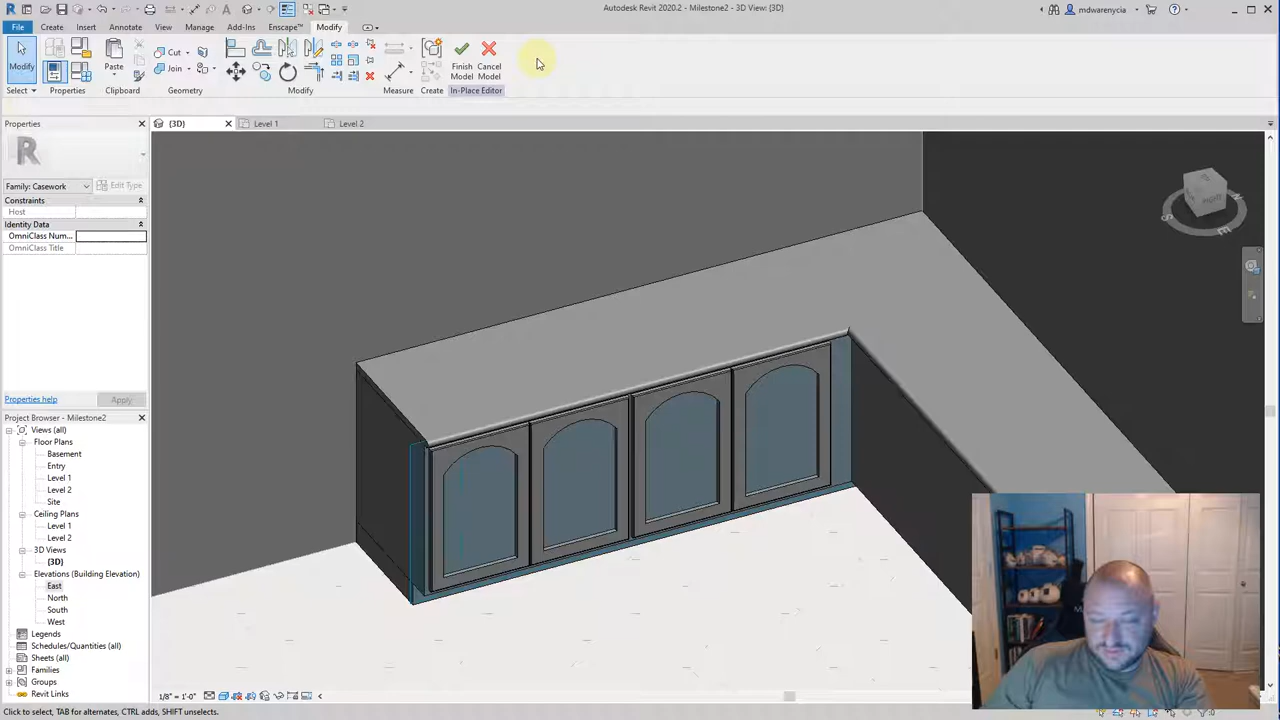 Autodesk Revit 2020.2 - Milestone2 - 3D View: {3D}
mdwarenycia
File
Create
Insert
Annotate
View
Manage
Add-Ins
Enscape™
Modify
Modify
Paste
Cut
Join
Finish
Model
Cancel
Model
Select
Properties
Clipboard
Geometry
Modify
Measure
Create
In-Place Editor
Properties
{3D}
Level 1
Level 2
R
Family: Casework
Edit Type
Constraints
Host
Identity Data
OmniClass Num...
OmniClass Title
Properties help
Apply
Project Browser - Milestone2
Views (all)
Floor Plans
Basement
Entry
Level 1
Level 2
Site
Ceiling Plans
Level 1
Level 2
3D Views
{3D}
Elevations (Building Elevation)
East
North
South
West
Legends
Schedules/Quantities (all)
Sheets (all)
Families
Groups
Revit Links
1/8" = 1'-0"
Click to select, TAB for alternates, CTRL adds, SHIFT unselects.